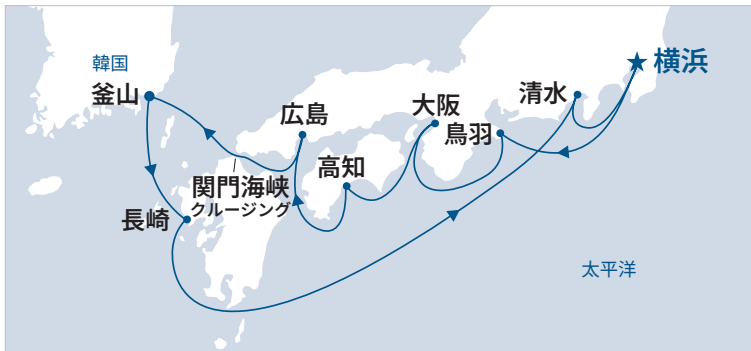 韓国
釜山
広島
大阪
清水
★横浜
鳥羽
高知
関門海峡
クルージング
長崎
太平洋